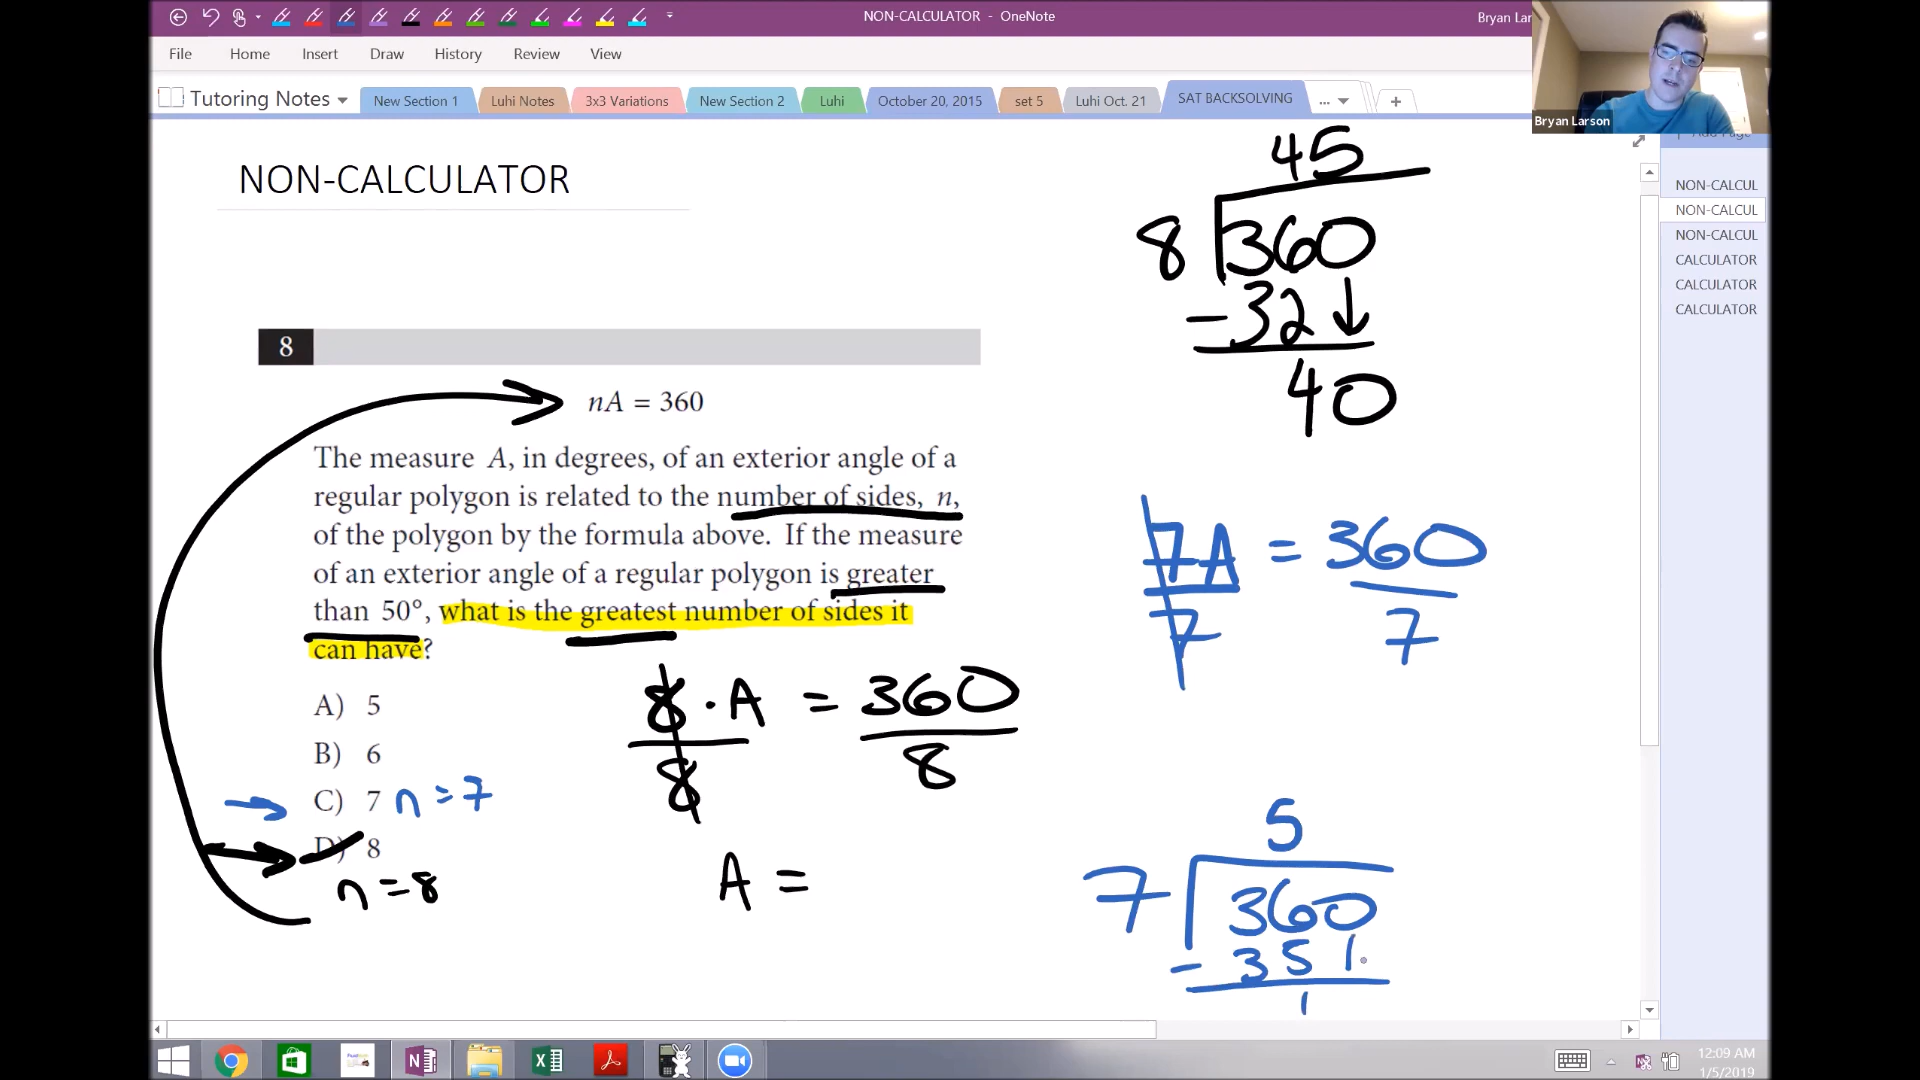 NON-CALCULATOR - OneNote
Bryan Lar
File Home Insert Draw History Review View
Tutoring Notes New Section 1 Luhi Notes 3x3 Variations New Section 2 Luhi October 20, 2015 set 5 Luhi Oct. 21 SAT BACKSOLVING ... +
Bryan Larson
Add Page
NON-CALCUL
NON-CALCUL
NON-CALCUL
CALCULATOR
CALCULATOR
CALCULATOR
NON-CALCULATOR
8
nA = 360
The measure A, in degrees, of an exterior angle of a
regular polygon is related to the number of sides, n,
of the polygon by the formula above. If the measure
of an exterior angle of a regular polygon is greater
than 50°, what is the greatest number of sides it
can have?
A) 5
B) 6
C) 7 n = 7
D) 8
n = 8
8 · A = 360
8 8
A =
45
8 360
- 32
40
7A = 360
7 7
5
7 360
- 35
1
12:09 AM
1/5/2019